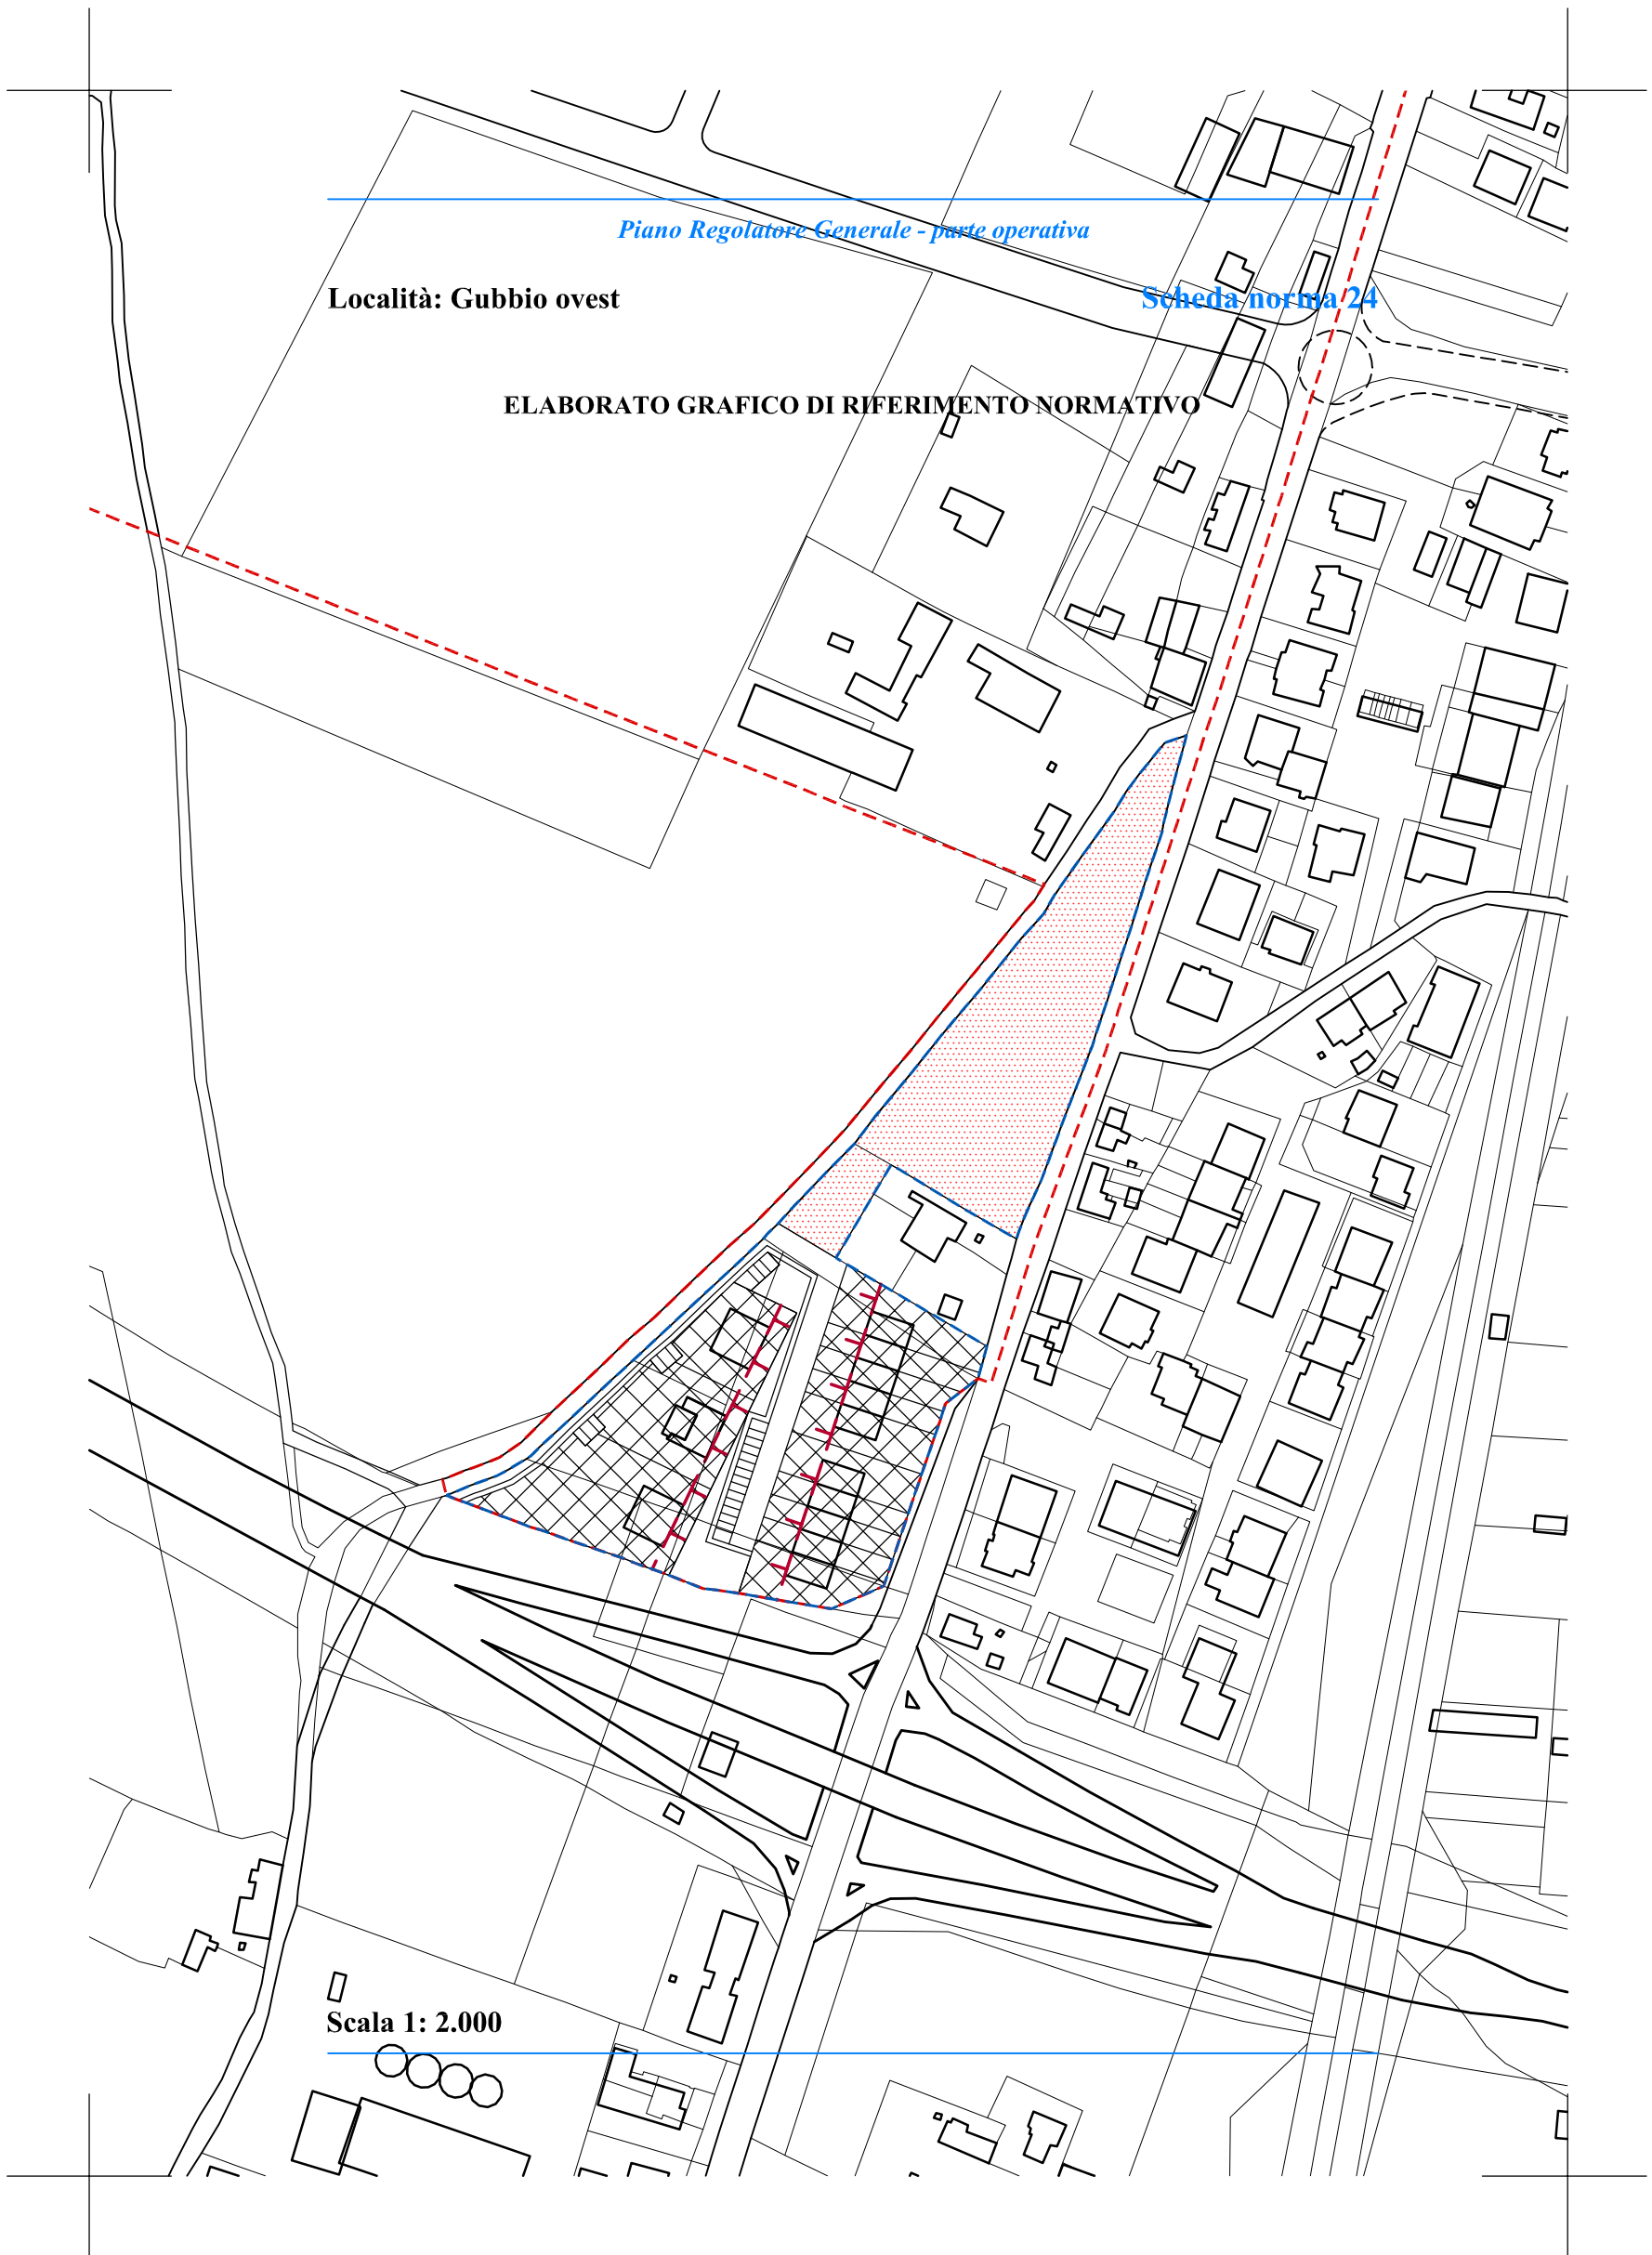 Piano Regolatore Generale - parte operativa
Località: Gubbio ovest
Scheda norma 24
ELABORATO GRAFICO DI RIFERIMENTO NORMATIVO
Scala 1: 2.000